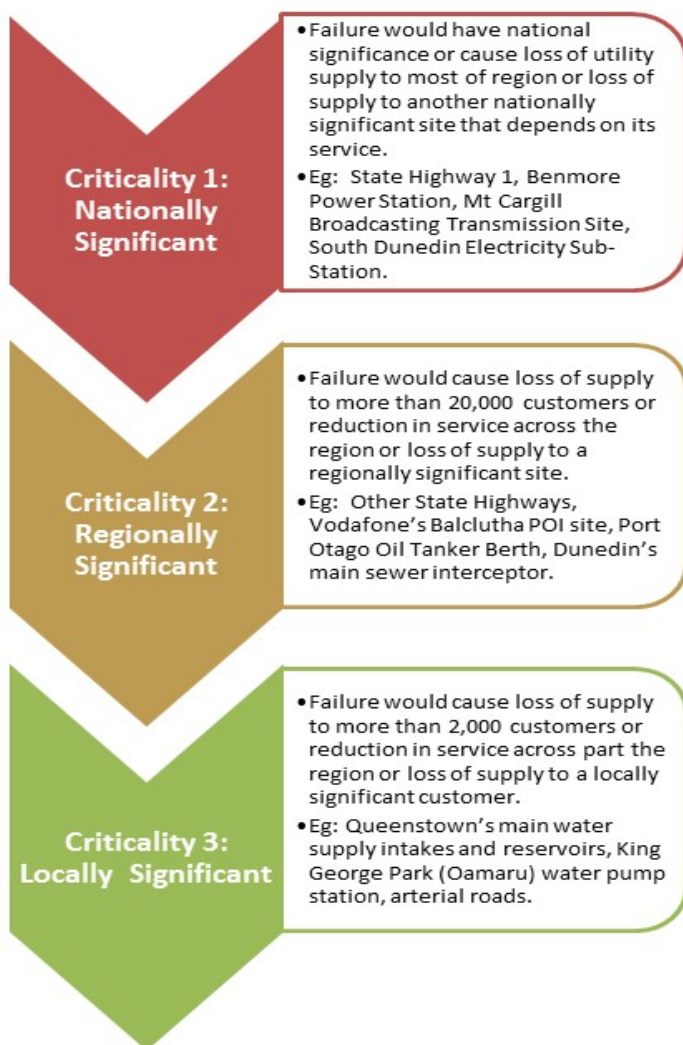 Criticality 1:
Nationally
Significant
•Failure would have national
significance or cause loss of utility
supply to most of region or loss of
supply to another nationally
significant site that depends on its
service.
•Eg: State Highway 1, Benmore
Power Station, Mt Cargill
Broadcasting Transmission Site,
South Dunedin Electricity Sub-
Station.
Criticality 2:
Regionally
Significant
•Failure would cause loss of supply
to more than 20,000 customers or
reduction in service across the
region or loss of supply to a
regionally significant site.
•Eg: Other State Highways,
Vodafone's Balclutha POI site, Port
Otago Oil Tanker Berth, Dunedin's
main sewer interceptor.
Criticality 3:
Locally Significant
•Failure would cause loss of supply
to more than 2,000 customers or
reduction in service across part the
region or loss of supply to a locally
significant customer.
•Eg: Queenstown's main water
supply intakes and reservoirs, King
George Park (Oamaru) water pump
station, arterial roads.